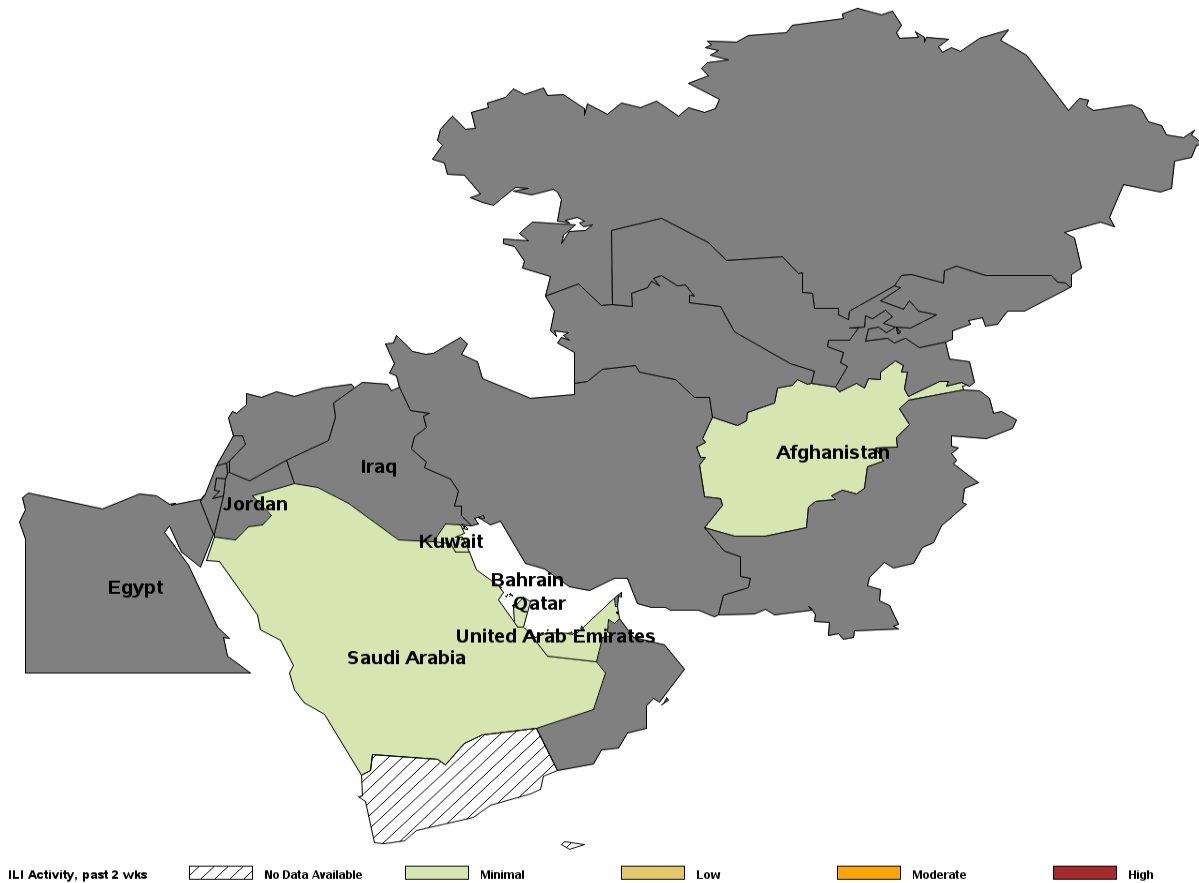 Afghanistan
Iraq
Jordan
Kuwait
Bahrain
Egypt
Qatar
United Arab Emirates
Saudi Arabia
ILI Activity, past 2 wks No Data Available Minimal Low Moderate High